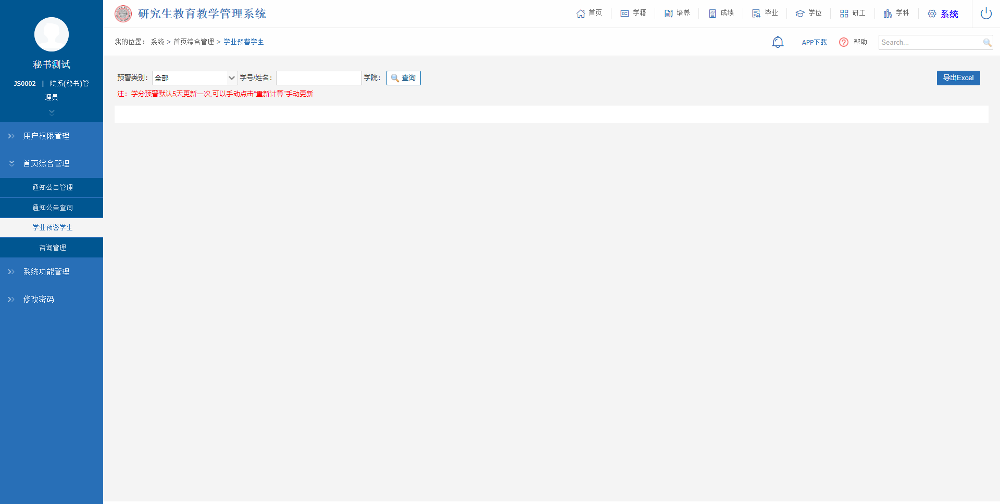 研究生教育教学管理系统
首页 学籍 培养 成绩 毕业 学位 研工 学科 系统
秘书测试
JS0002 | 院系(秘书)管
理员
我的位置： 系统 > 首页综合管理 > 学业预警学生
APP下载 帮助 Search...
预警类别： 全部 学号/姓名： 学院： 查询 导出Excel
注：学分预警默认5天更新一次,可以手动点击“重新计算”手动更新
用户权限管理
首页综合管理
通知公告管理
通知公告查询
学业预警学生
咨询管理
系统功能管理
修改密码